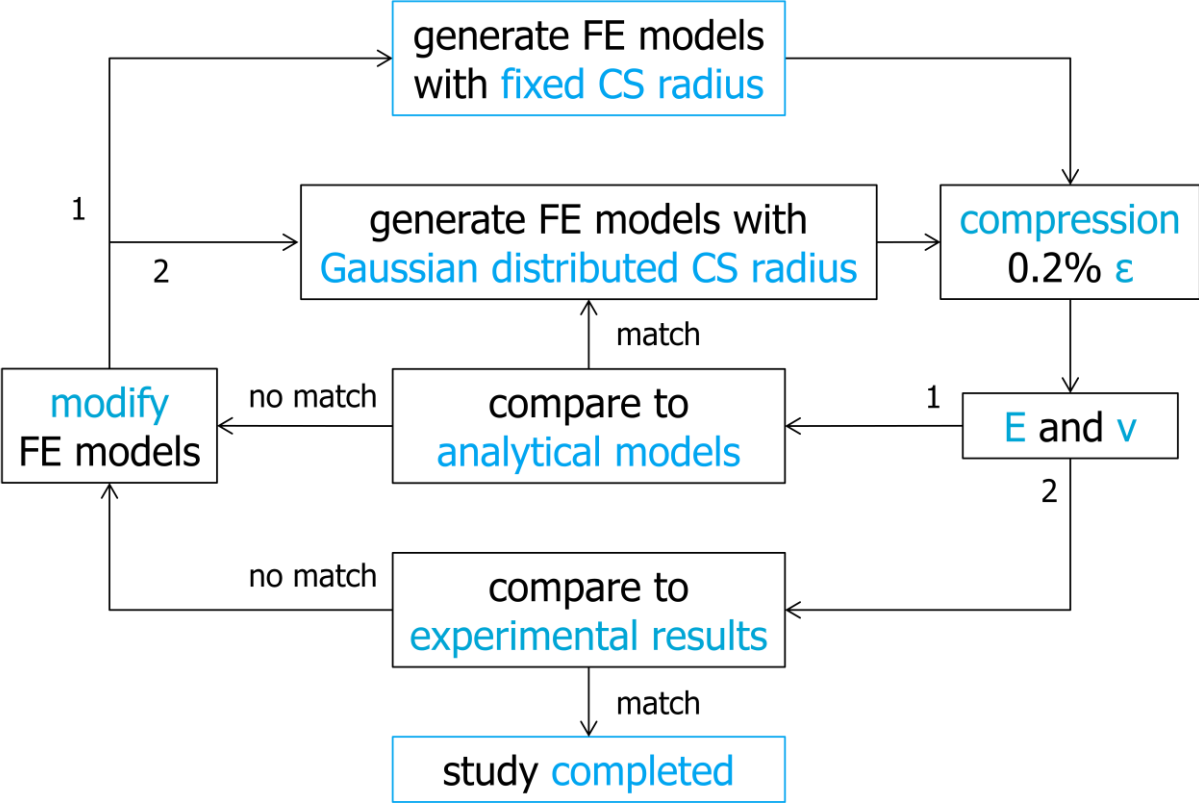 generate FE models
with fixed CS radius
1
generate FE models with
Gaussian distributed CS radius
compression
0.2% ε
2
match
modify
FE models
no match
compare to
analytical models
1
E and ν
2
no match
compare to
experimental results
match
study completed